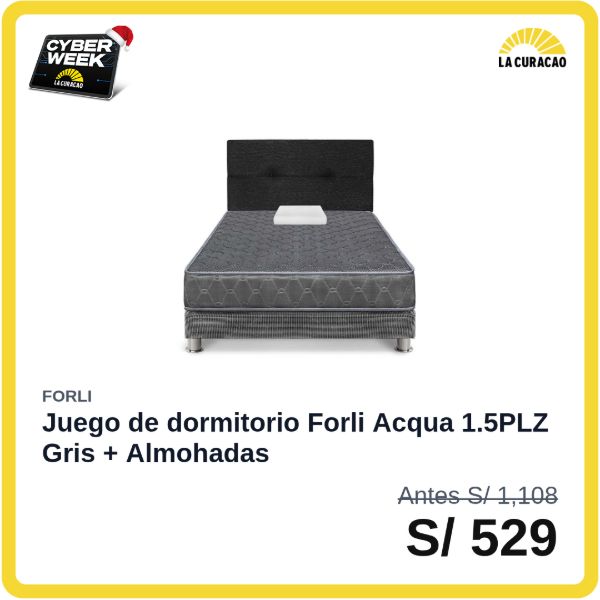 CYBER
WEEK
LA CURACAO
LA CURACAO
FORLI
Juego de dormitorio Forli Acqua 1.5PLZ
Gris + Almohadas
Antes S/ 1,108
S/ 529